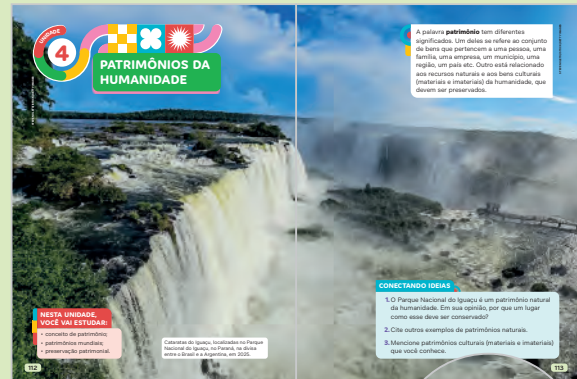 UNIDADE
4
PATRIMÔNIOS DA
HUMANIDADE
A palavra patrimônio tem diferentes
significados. Um deles se refere ao conjunto
de bens que pertencem a uma pessoa, uma
família, uma empresa, um município, uma
região, um país etc. Outro está relacionado
aos recursos naturais e aos bens culturais
(materiais e imateriais) da humanidade, que
devem ser preservados.
NESTA UNIDADE,
VOCÊ VAI ESTUDAR:
• conceito de patrimônio;
• patrimônios mundiais;
• preservação patrimonial.
Cataratas do Iguaçu, localizadas no Parque
Nacional do Iguaçu, no Paraná, na divisa
entre o Brasil e a Argentina, em 2025.
CONECTANDO IDEIAS
1. O Parque Nacional do Iguaçu é um patrimônio natural
da humanidade. Em sua opinião, por que um lugar
como esse deve ser conservado?
2. Cite outros exemplos de patrimônios naturais.
3. Mencione patrimônios culturais (materiais e imateriais)
que você conhece.
112
113